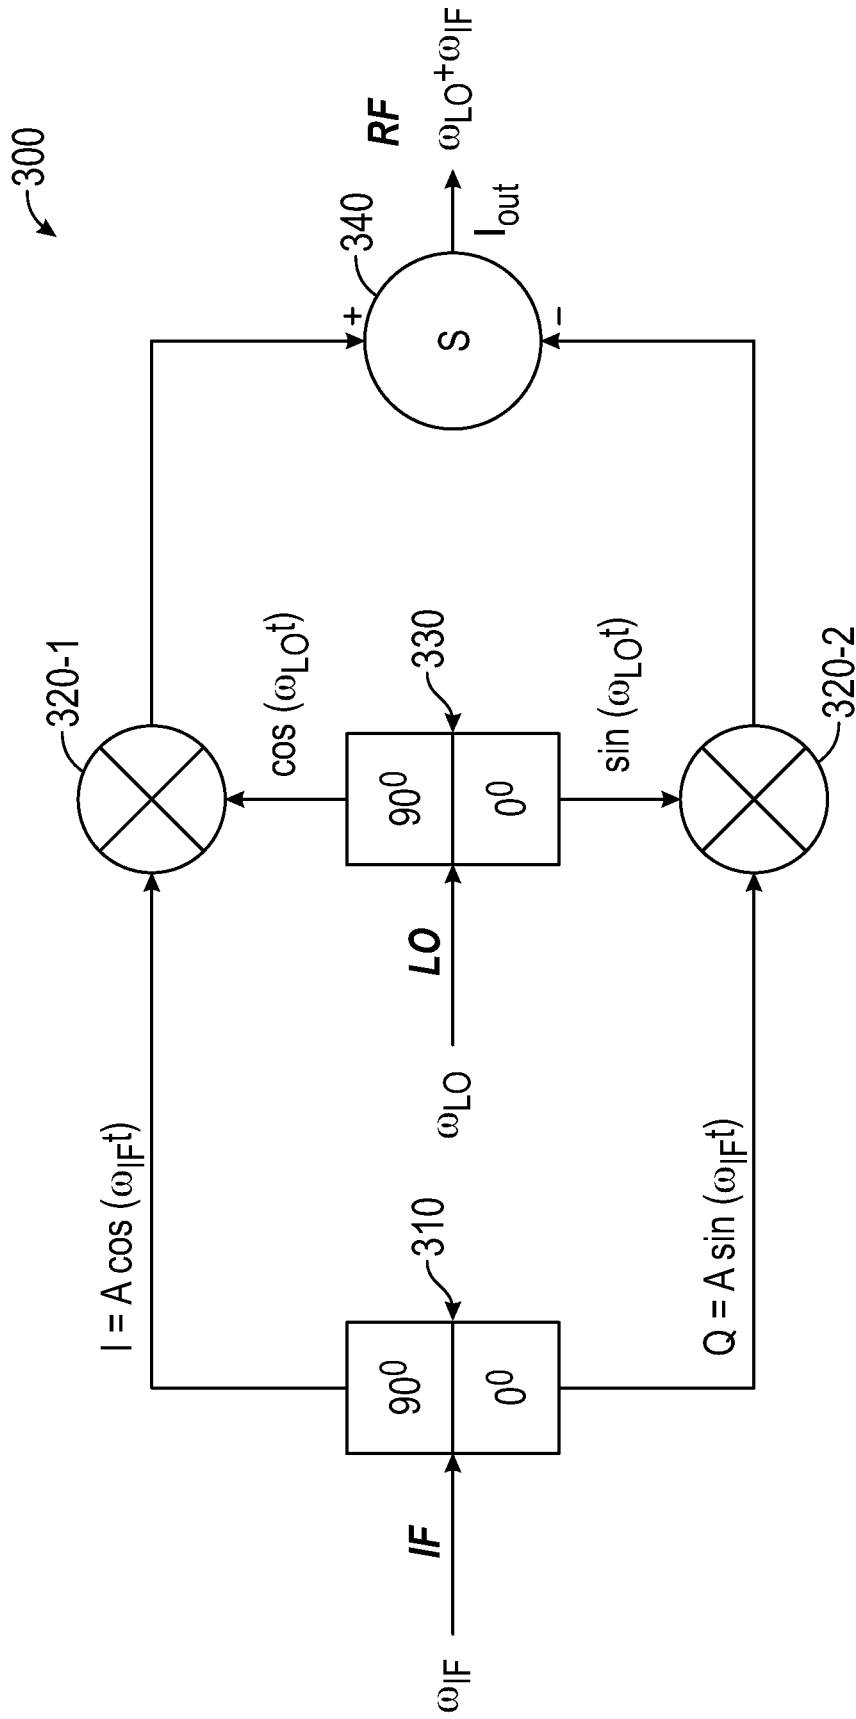 300
320-1
I = A cos (ωIFt)
cos (ωLOt)
+
340
RF
ωLO+ωIF
Iout
S
–
310
90⁰
0⁰
IF
ωIF
330
90⁰
0⁰
LO
ωLO
sin (ωLOt)
Q = A sin (ωIFt)
320-2